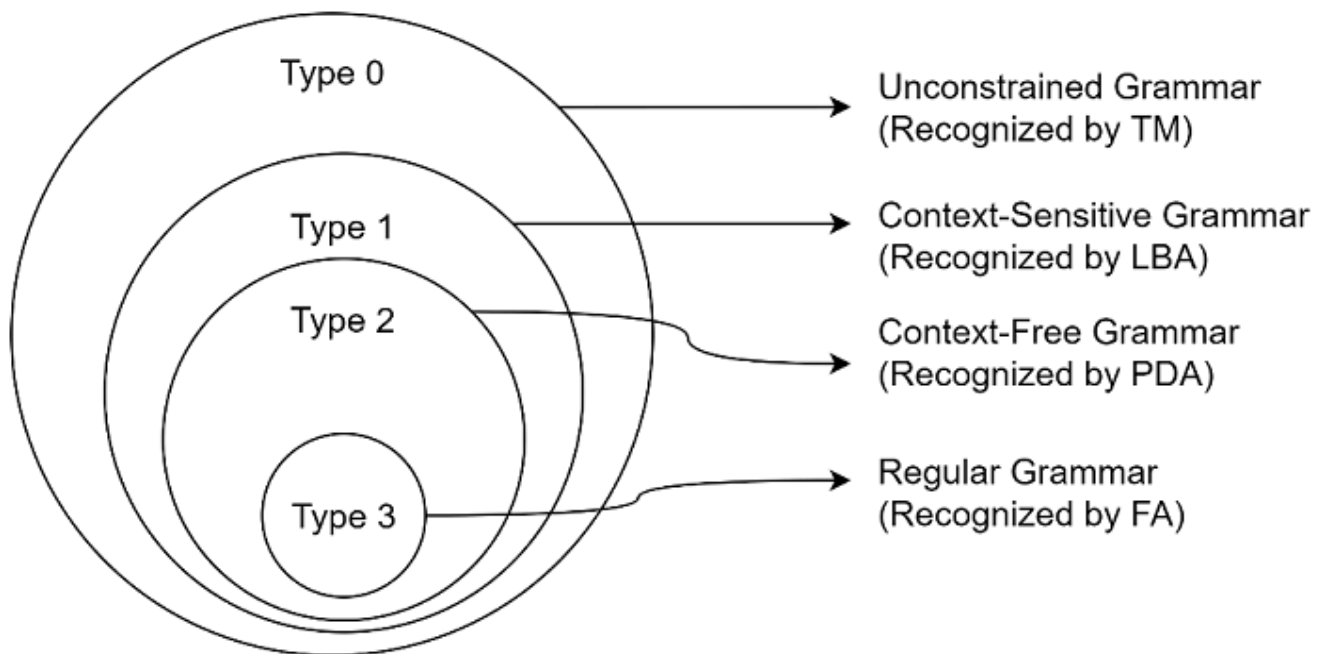 Type 0
Unconstrained Grammar
(Recognized by TM)
Type 1
Context-Sensitive Grammar
(Recognized by LBA)
Type 2
Context-Free Grammar
(Recognized by PDA)
Type 3
Regular Grammar
(Recognized by FA)